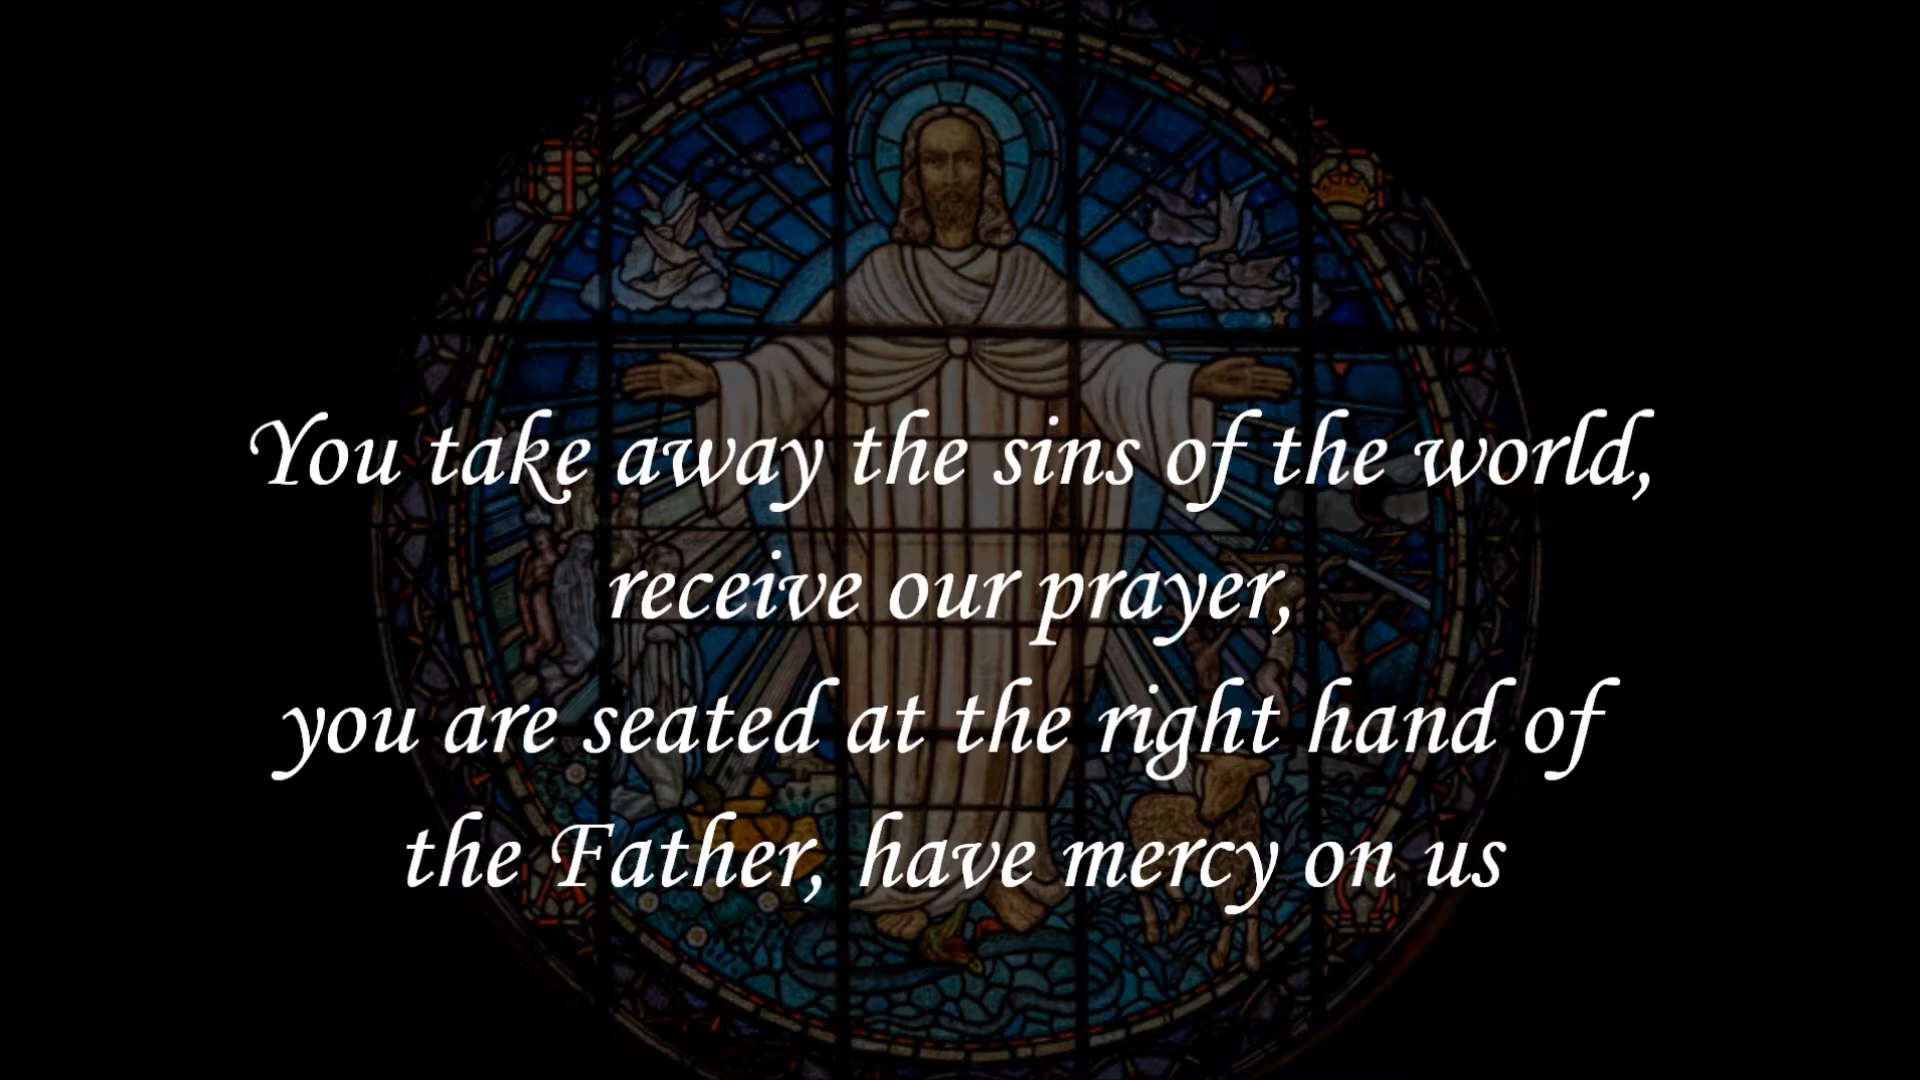 You take away the sins of the world,
receive our prayer,
you are seated at the right hand of
the Father, have mercy on us